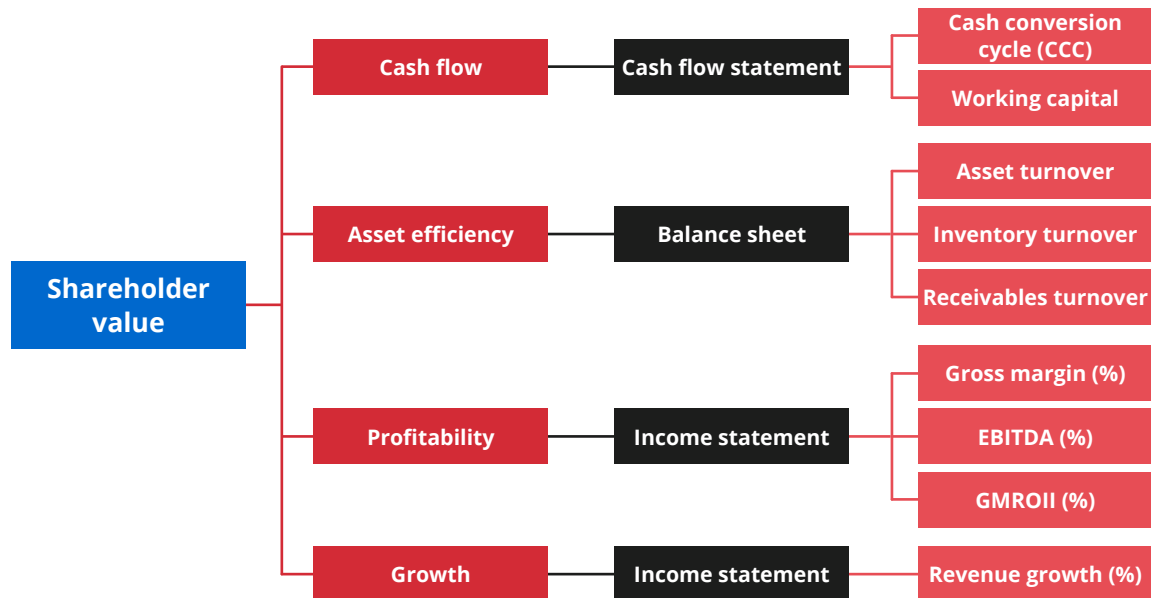 Shareholder
value
Cash flow
Cash flow statement
Cash conversion
cycle (CCC)
Working capital
Asset efficiency
Balance sheet
Asset turnover
Inventory turnover
Receivables turnover
Profitability
Income statement
Gross margin (%)
EBITDA (%)
GMROII (%)
Growth
Income statement
Revenue growth (%)